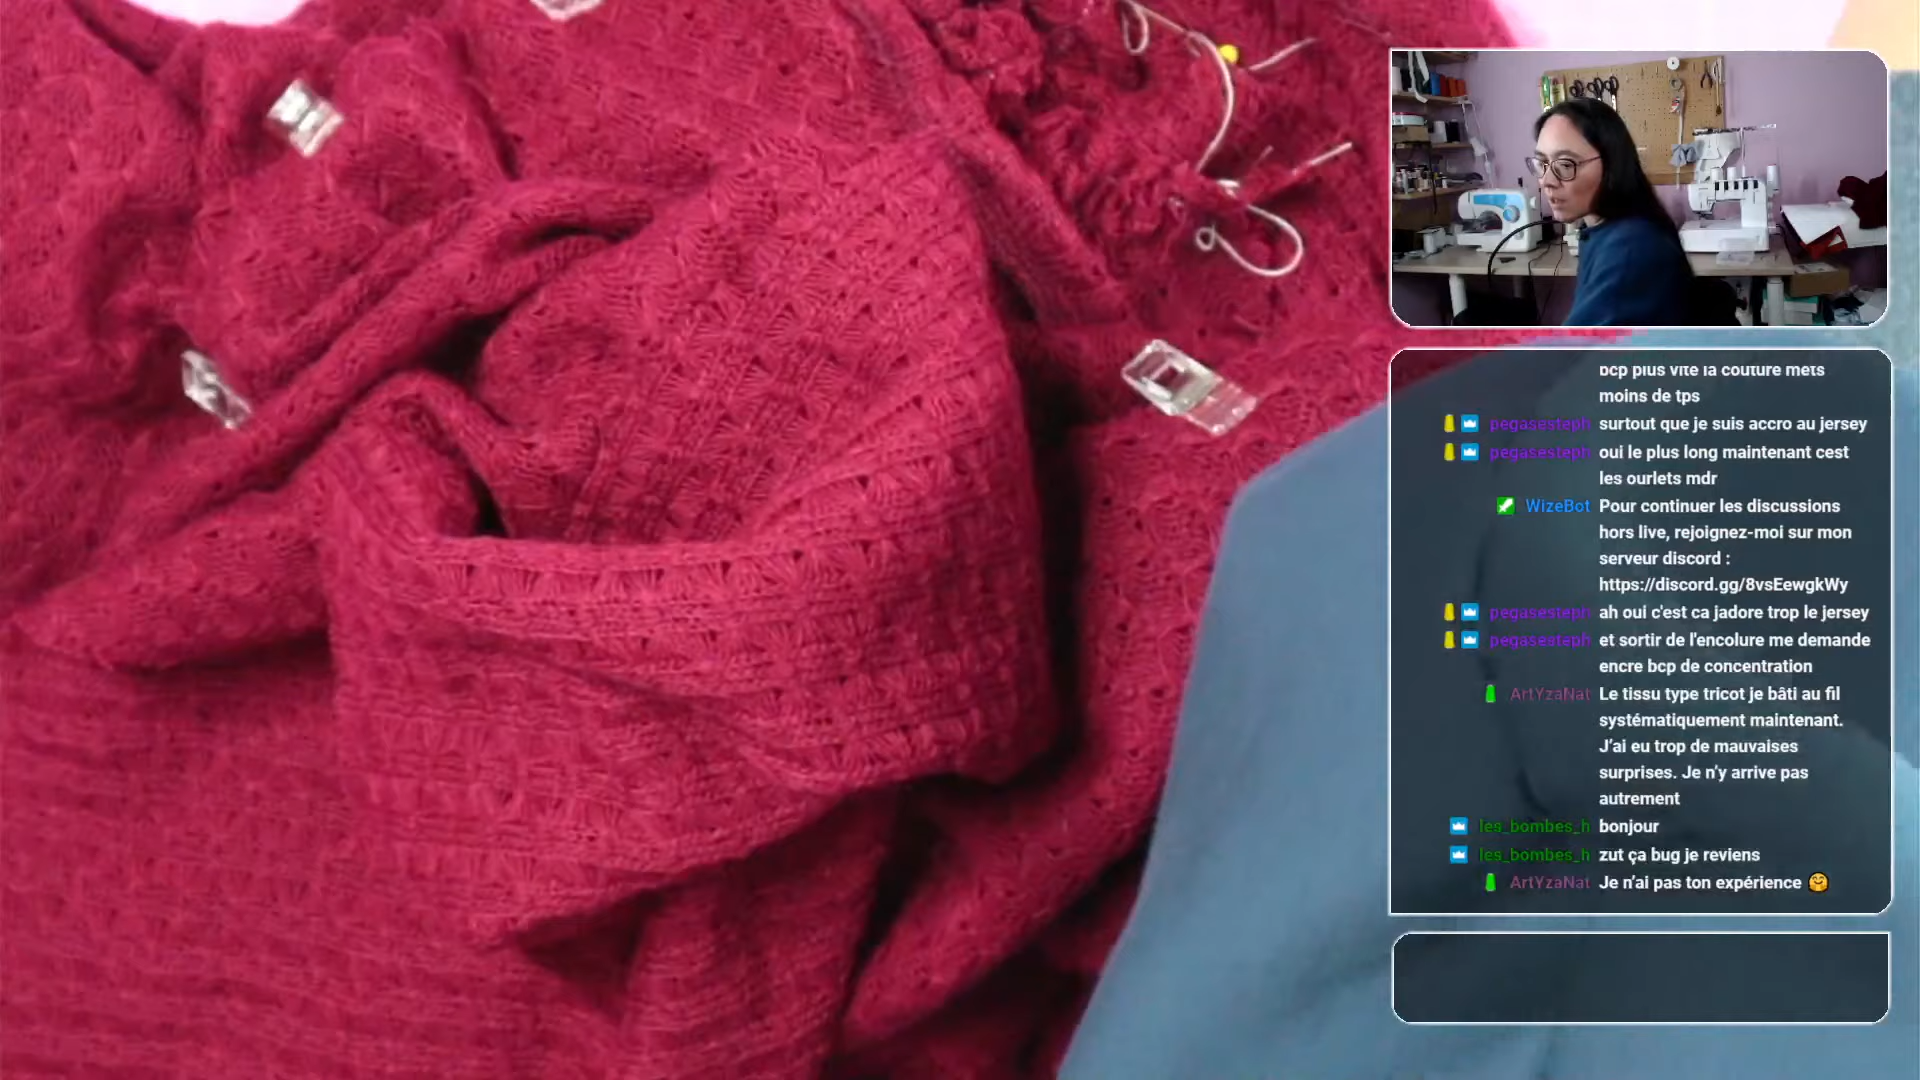 bcp plus vite la couture mets
moins de tps
pegasesteph surtout que je suis accro au jersey
pegasesteph oui le plus long maintenant cest
les ourlets mdr
WizeBot Pour continuer les discussions
hors live, rejoignez-moi sur mon
serveur discord :
https://discord.gg/8vsEewgkWy
pegasesteph ah oui c'est ca jadore trop le jersey
pegasesteph et sortir de l'encolure me demande
encre bcp de concentration
ArtYzaNat Le tissu type tricot je bâti au fil
systématiquement maintenant.
J’ai eu trop de mauvaises
surprises. Je n’y arrive pas
autrement
les_bombes_h bonjour
les_bombes_h zut ça bug je reviens
ArtYzaNat Je n’ai pas ton expérience 🤗